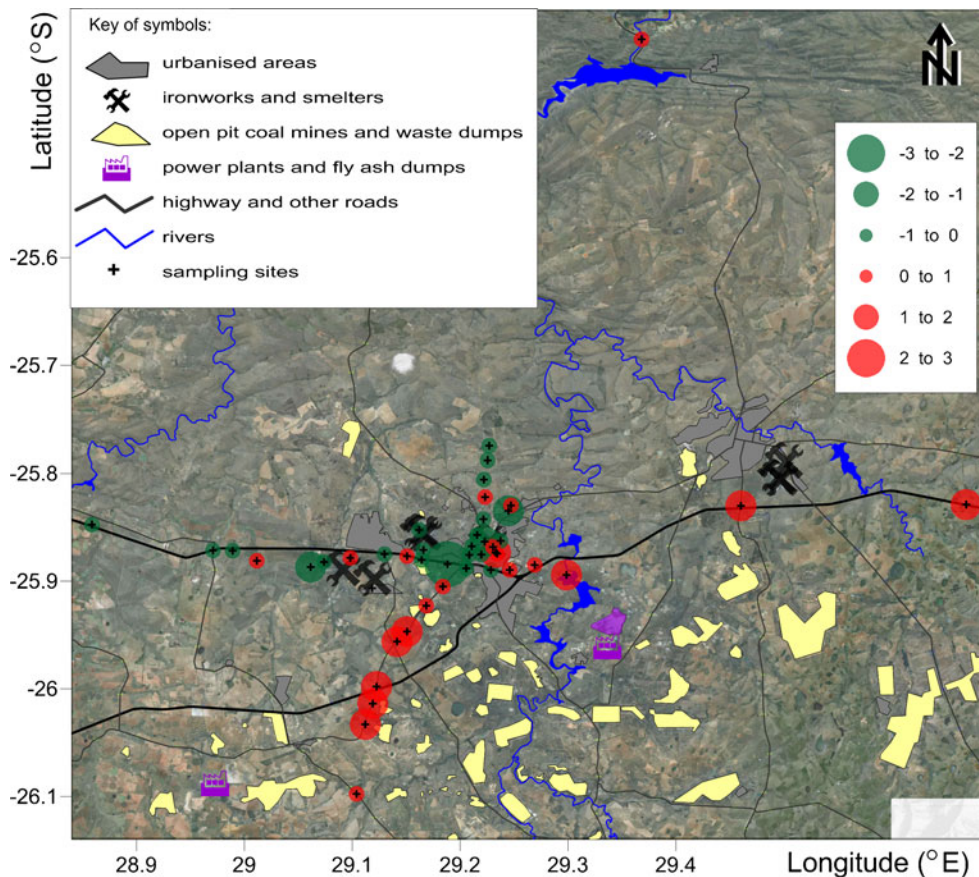 Latitude (°S)
Key of symbols:
urbanised areas
ironworks and smelters
open pit coal mines and waste dumps
power plants and fly ash dumps
highway and other roads
rivers
sampling sites
N
-3 to -2
-2 to -1
-1 to 0
0 to 1
1 to 2
2 to 3
-25.6
-25.7
-25.8
-25.9
-26
-26.1
28.9
29
29.1
29.2
29.3
29.4
Longitude (°E)